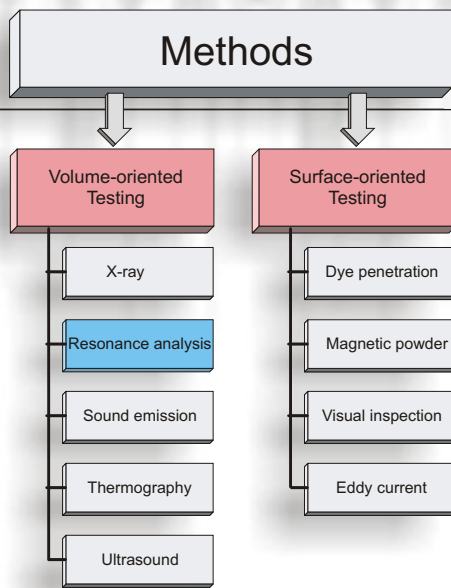 Methods
Volume-oriented
Testing
X-ray
Resonance analysis
Sound emission
Thermography
Ultrasound
Surface-oriented
Testing
Dye penetration
Magnetic powder
Visual inspection
Eddy current